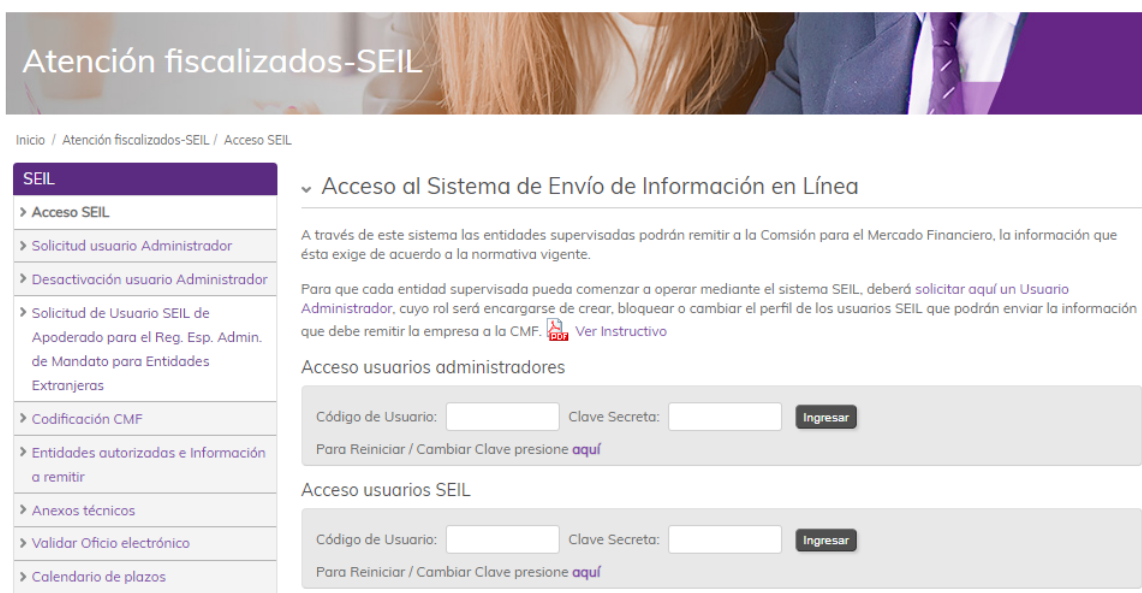 Atención fiscalizados-SEIL
Inicio / Atención fiscalizados-SEIL / Acceso SEIL
SEIL
Acceso SEIL
Solicitud usuario Administrador
Desactivación usuario Administrador
Solicitud de Usuario SEIL de
Apoderado para el Reg. Esp. Admin.
de Mandato para Entidades
Extranjeras
Codificación CMF
Entidades autorizadas e Información
a remitir
Anexos técnicos
Validar Oficio electrónico
Calendario de plazos
Acceso al Sistema de Envío de Información en Línea
A través de este sistema las entidades supervisadas podrán remitir a la Comsión para el Mercado Financiero, la información que
ésta exige de acuerdo a la normativa vigente.
Para que cada entidad supervisada pueda comenzar a operar mediante el sistema SEIL, deberá solicitar aquí un Usuario
Administrador, cuyo rol será encargarse de crear, bloquear o cambiar el perfil de los usuarios SEIL que podrán enviar la información
que debe remitir la empresa a la CMF. PDF Ver Instructivo
Acceso usuarios administradores
Código de Usuario: Clave Secreta: Ingresar
Para Reiniciar / Cambiar Clave presione aquí
Acceso usuarios SEIL
Código de Usuario: Clave Secreta: Ingresar
Para Reiniciar / Cambiar Clave presione aquí